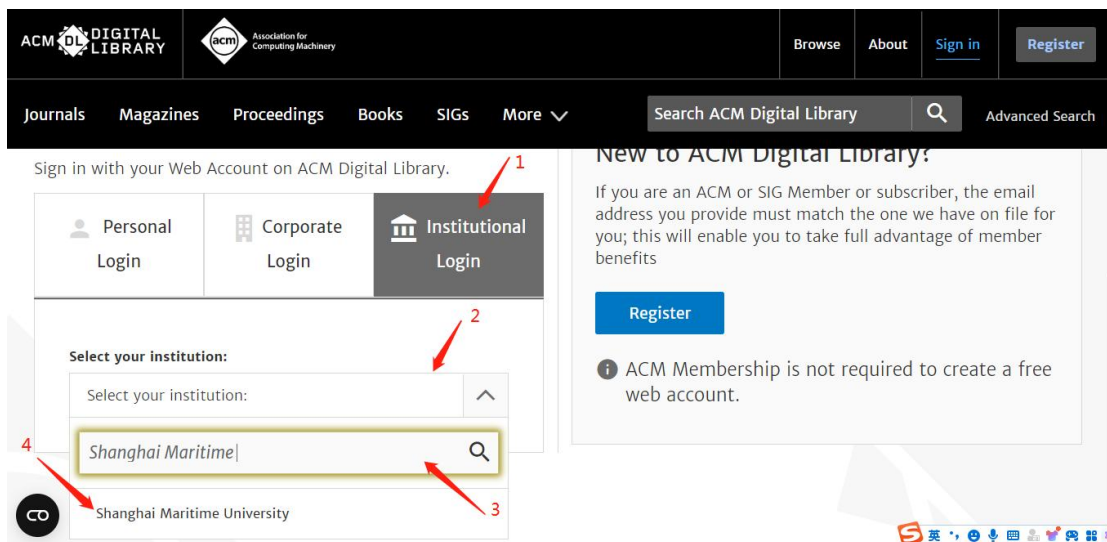 ACM DL DIGITAL LIBRARY
acm Association for Computing Machinery
Browse About Sign in Register
Journals Magazines Proceedings Books SIGs More Search ACM Digital Library Advanced Search
Sign in with your Web Account on ACM Digital Library.
1
Personal Login
Corporate Login
Institutional Login
2
Select your institution:
Select your institution:
Shanghai Maritime
3
4
Shanghai Maritime University
New to ACM Digital Library?
If you are an ACM or SIG Member or subscriber, the email
address you provide must match the one we have on file for
you; this will enable you to take full advantage of member
benefits
Register
ACM Membership is not required to create a free
web account.
S 英